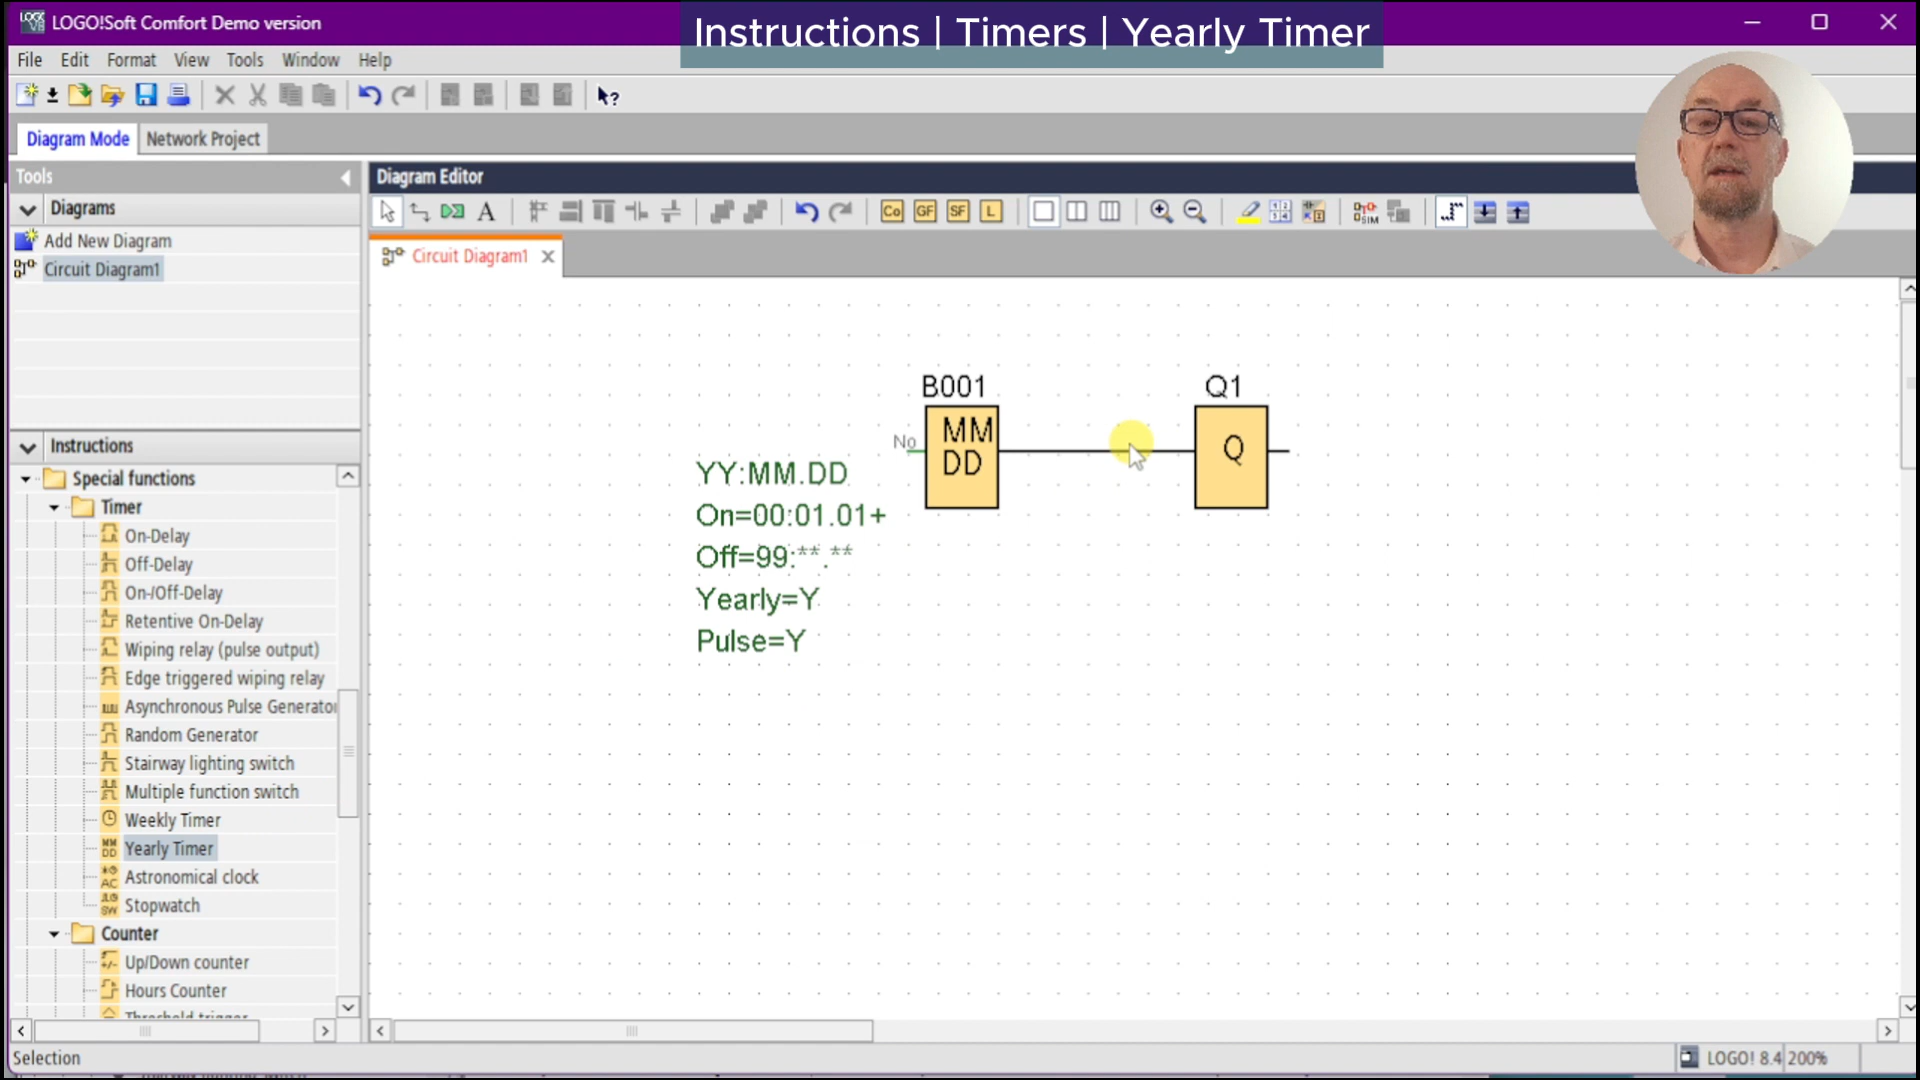 LOGO!Soft Comfort Demo version
Instructions | Timers | Yearly Timer
File Edit Format View Tools Window Help
Diagram Mode Network Project
Tools
Diagrams
Add New Diagram
Circuit Diagram1
Instructions
Special functions
Timer
On-Delay
Off-Delay
On-/Off-Delay
Retentive On-Delay
Wiping relay (pulse output)
Edge triggered wiping relay
Asynchronous Pulse Generator
Random Generator
Stairway lighting switch
Multiple function switch
Weekly Timer
Yearly Timer
Astronomical clock
Stopwatch
Counter
Up/Down counter
Hours Counter
Threshold trigger
Diagram Editor
A Co GF SF L
Circuit Diagram1
B001 Q1
No
MM
DD
Q
YY:MM.DD
On=00:01.01+
Off=99:**.**
Yearly=Y
Pulse=Y
Selection
LOGO! 8.4 200%